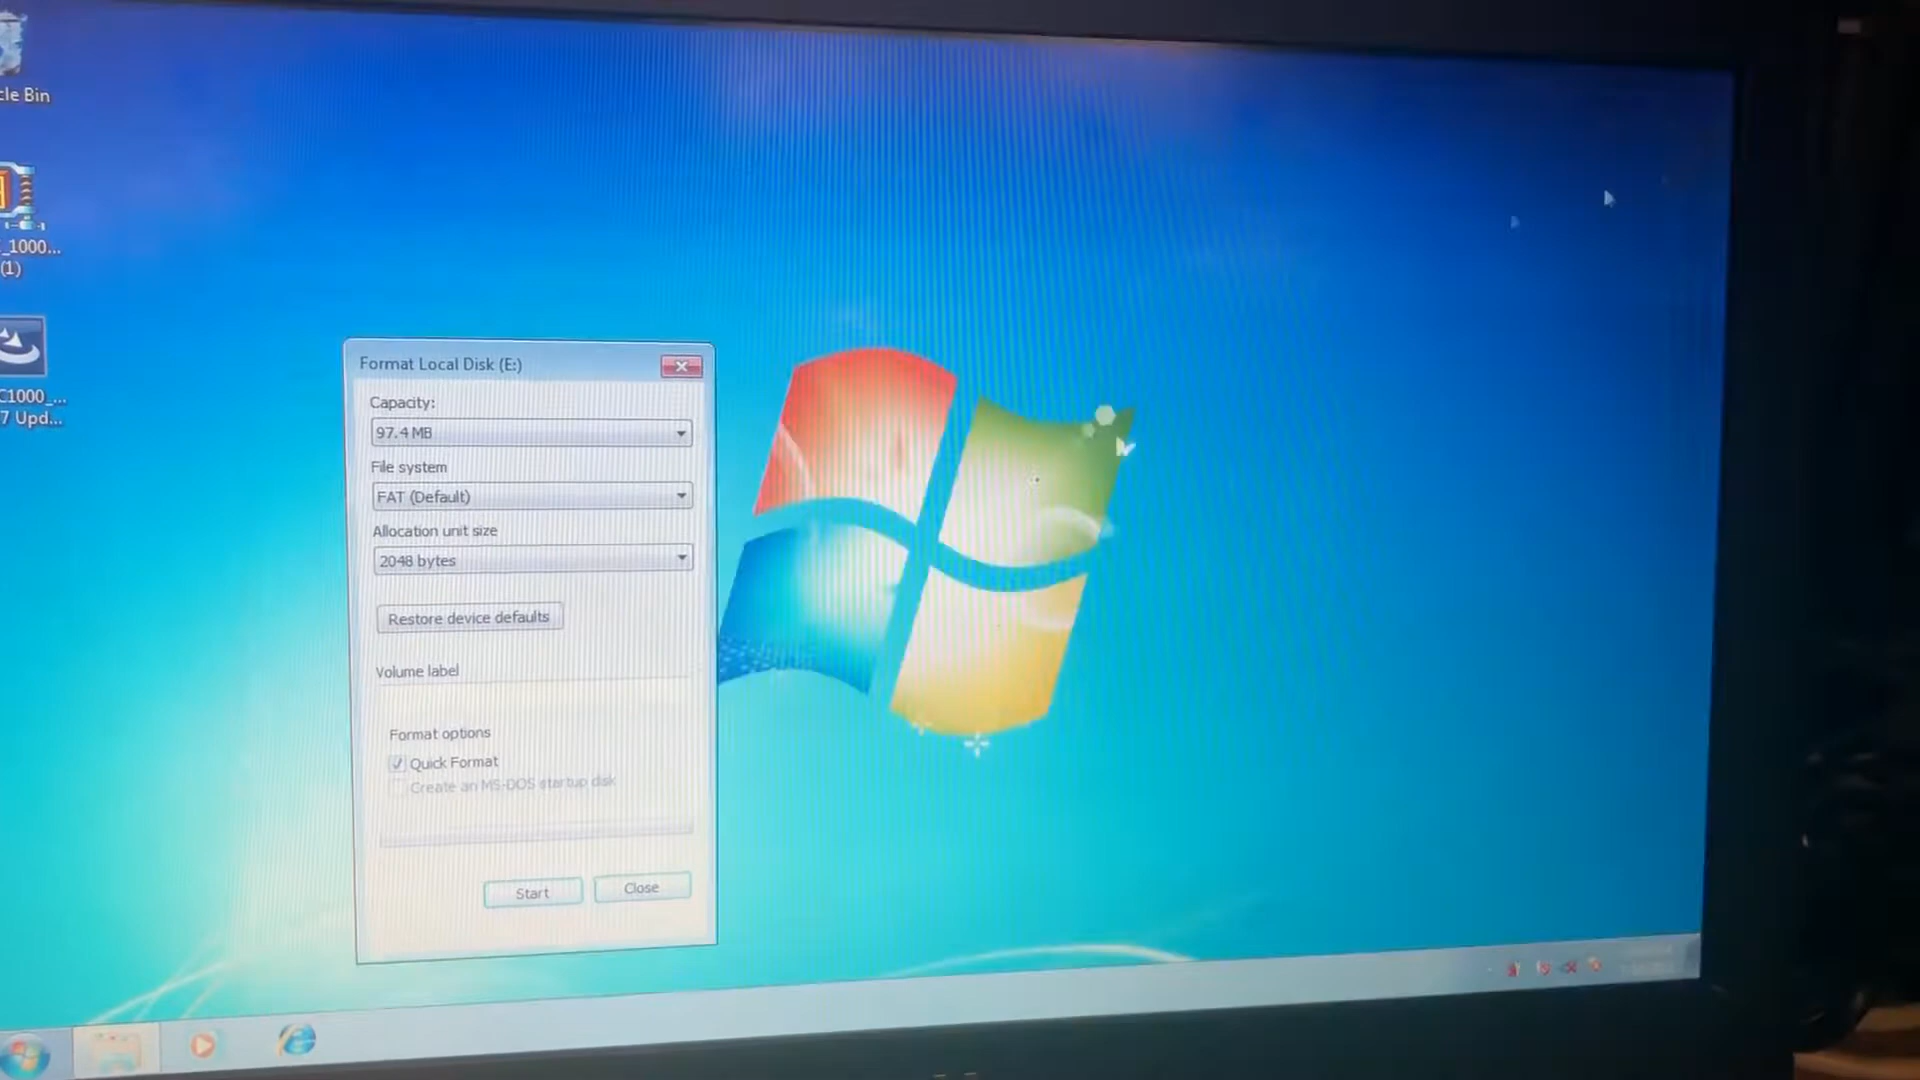 cle Bin
_1000...
(1)
C1000_...
7 Upd...
Format Local Disk (E:)
Capacity:
97.4 MB
File system
FAT (Default)
Allocation unit size
2048 bytes
Restore device defaults
Volume label
Format options
Quick Format
Create an MS-DOS startup disk
Start
Close